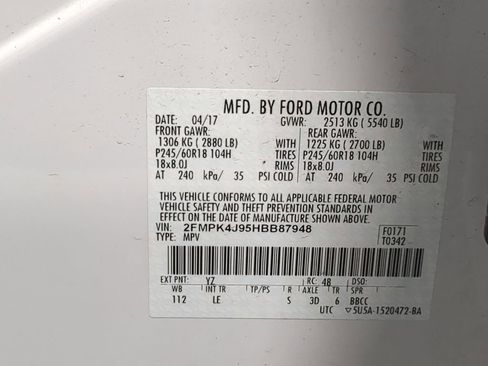 MFD. BY FORD MOTOR CO.
DATE: 04/17 GVWR: 2513 KG ( 5540 LB)
FRONT GAWR: REAR GAWR:
1306 KG ( 2880 LB) WITH 1225 KG ( 2700 LB) WITH
P245/60R18 104H TIRES P245/60R18 104H TIRES
18x8.0J RIMS 18x8.0J RIMS
AT 240 kPa/ 35 PSI COLD AT 240 kPa/ 35 PSI COLD
THIS VEHICLE CONFORMS TO ALL APPLICABLE FEDERAL MOTOR
VEHICLE SAFETY AND THEFT PREVENTION STANDARDS IN
EFFECT ON THE DATE OF MANUFACTURE SHOWN ABOVE.
VIN: 2FMPK4J95HBB87948 F0171
TYPE: MPV T0342
EXT PNT: YZ RC: 48 DSO:
WB INT TR TP/PS R AXLE TR SPR
112 LE S 3D 6 BBCC
UTC 5U5A-1520472-BA